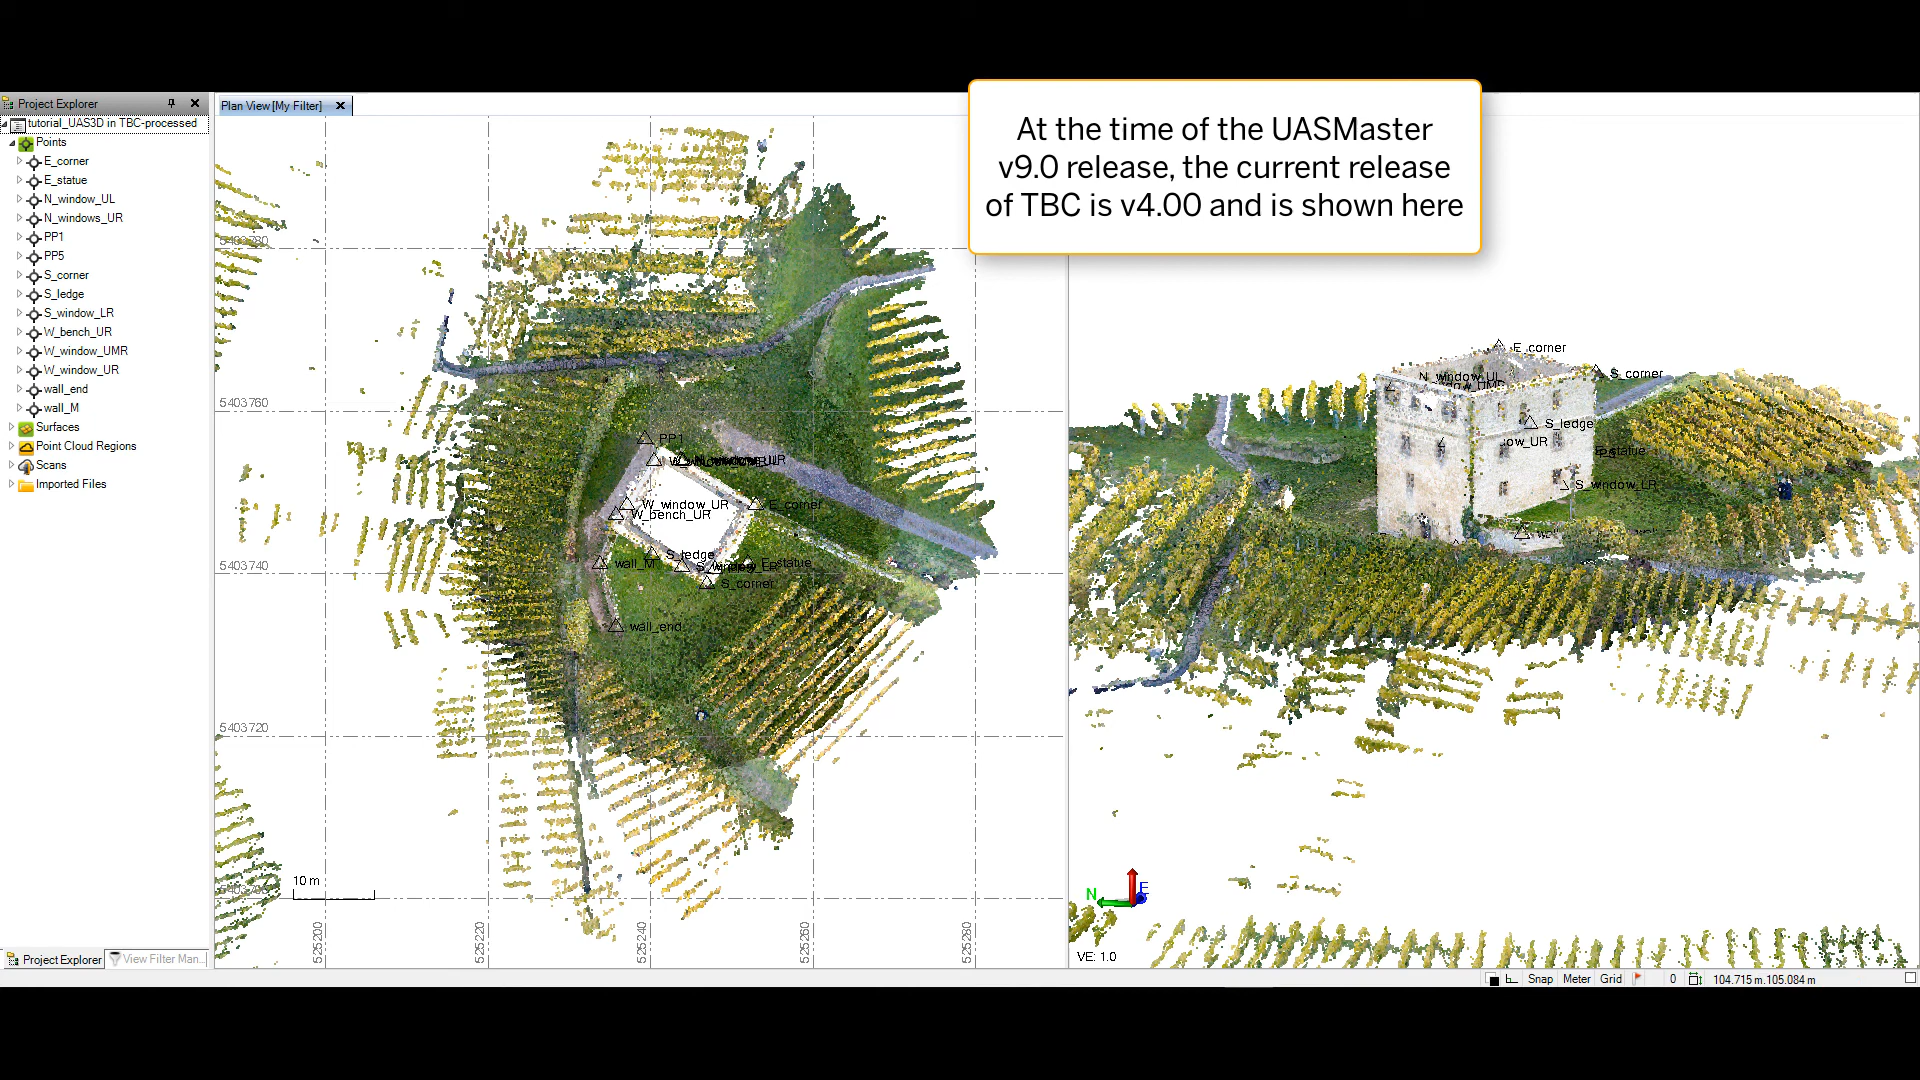 Project Explorer
tutorial_UAS3D in TBC-processed
Points
E_corner
E_statue
N_window_UL
N_windows_UR
PP1
PP5
S_corner
S_ledge
S_window_LR
W_bench_UR
W_window_UMR
W_window_UR
wall_end
wall_M
Surfaces
Point Cloud Regions
Scans
Imported Files
Project Explorer
View Filter Man...
Plan View [My Filter]
At the time of the UASMaster
v9.0 release, the current release
of TBC is v4.00 and is shown here
5403780
5403760
5403740
5403720
PP1
W_window_UR
W_bench_UR
E_corner
S_ledge
wall_M
E_statue
S_corner
wall_end
10 m
525200
525220
525240
525260
525280
E_corner
S_corner
N_window_UL
S_ledge
S_window_LR
N
E
VE: 1.0
Snap
Meter
Grid
0
104.715 m,105.084 m